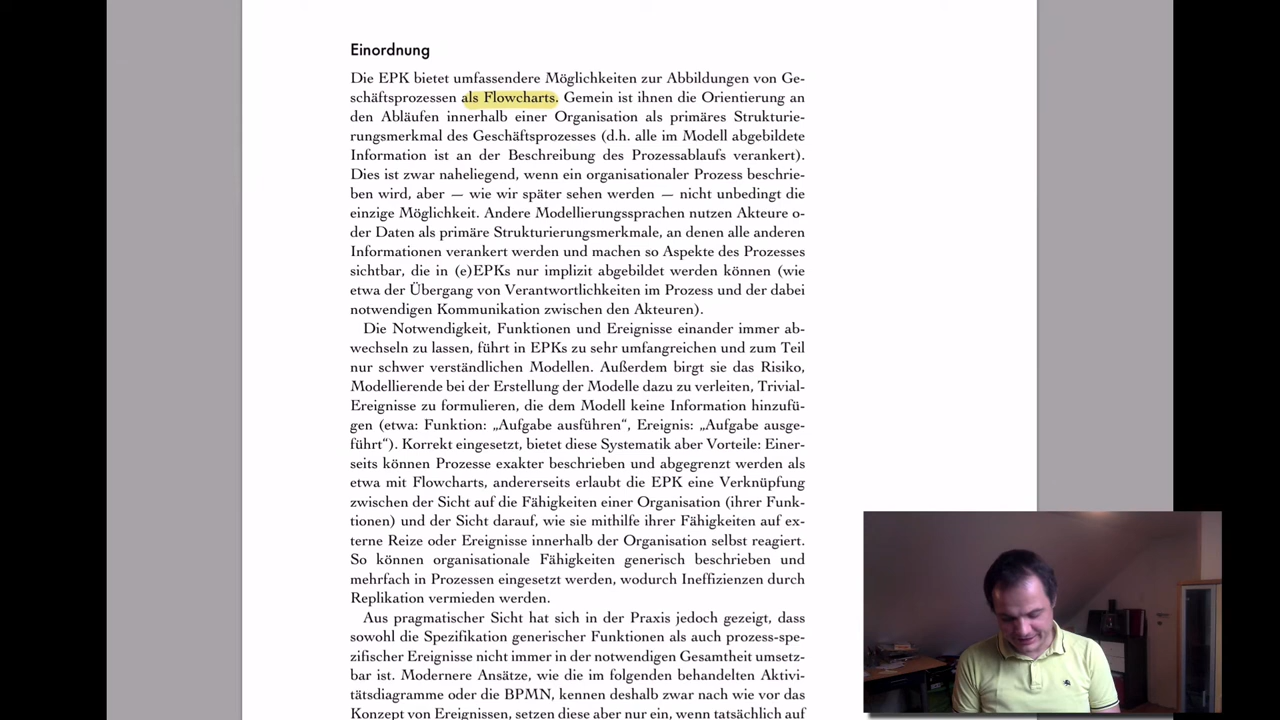 Einordnung
Die EPK bietet umfassendere Möglichkeiten zur Abbildungen von Ge-
schäftsprozessen als Flowcharts. Gemein ist ihnen die Orientierung an
den Abläufen innerhalb einer Organisation als primäres Strukturie-
rungsmerkmal des Geschäftsprozesses (d.h. alle im Modell abgebildete
Information ist an der Beschreibung des Prozessablaufs verankert).
Dies ist zwar naheliegend, wenn ein organisationaler Prozess beschrie-
ben wird, aber — wie wir später sehen werden — nicht unbedingt die
einzige Möglichkeit. Andere Modellierungssprachen nutzen Akteure o-
der Daten als primäre Strukturierungsmerkmale, an denen alle anderen
Informationen verankert werden und machen so Aspekte des Prozesses
sichtbar, die in (e)EPKs nur implizit abgebildet werden können (wie
etwa der Übergang von Verantwortlichkeiten im Prozess und der dabei
notwendigen Kommunikation zwischen den Akteuren).
Die Notwendigkeit, Funktionen und Ereignisse einander immer ab-
wechseln zu lassen, führt in EPKs zu sehr umfangreichen und zum Teil
nur schwer verständlichen Modellen. Außerdem birgt sie das Risiko,
Modellierende bei der Erstellung der Modelle dazu zu verleiten, Trivial-
Ereignisse zu formulieren, die dem Modell keine Information hinzufü-
gen (etwa: Funktion: „Aufgabe ausführen“, Ereignis: „Aufgabe ausge-
führt“). Korrekt eingesetzt, bietet diese Systematik aber Vorteile: Einer-
seits können Prozesse exakter beschrieben und abgegrenzt werden als
etwa mit Flowcharts, andererseits erlaubt die EPK eine Verknüpfung
zwischen der Sicht auf die Fähigkeiten einer Organisation (ihrer Funk-
tionen) und der Sicht darauf, wie sie mithilfe ihrer Fähigkeiten auf ex-
terne Reize oder Ereignisse innerhalb der Organisation selbst reagiert.
So können organisationale Fähigkeiten generisch beschrieben und
mehrfach in Prozessen eingesetzt werden, wodurch Ineffizienzen durch
Replikation vermieden werden.
Aus pragmatischer Sicht hat sich in der Praxis jedoch gezeigt, dass
sowohl die Spezifikation generischer Funktionen als auch prozess-spe-
zifischer Ereignisse nicht immer in der notwendigen Gesamtheit umsetz-
bar ist. Modernere Ansätze, wie die im folgenden behandelten Aktivi-
tätsdiagramme oder die BPMN, kennen deshalb zwar nach wie vor das
Konzept von Ereignissen, setzen diese aber nur ein, wenn tatsächlich auf